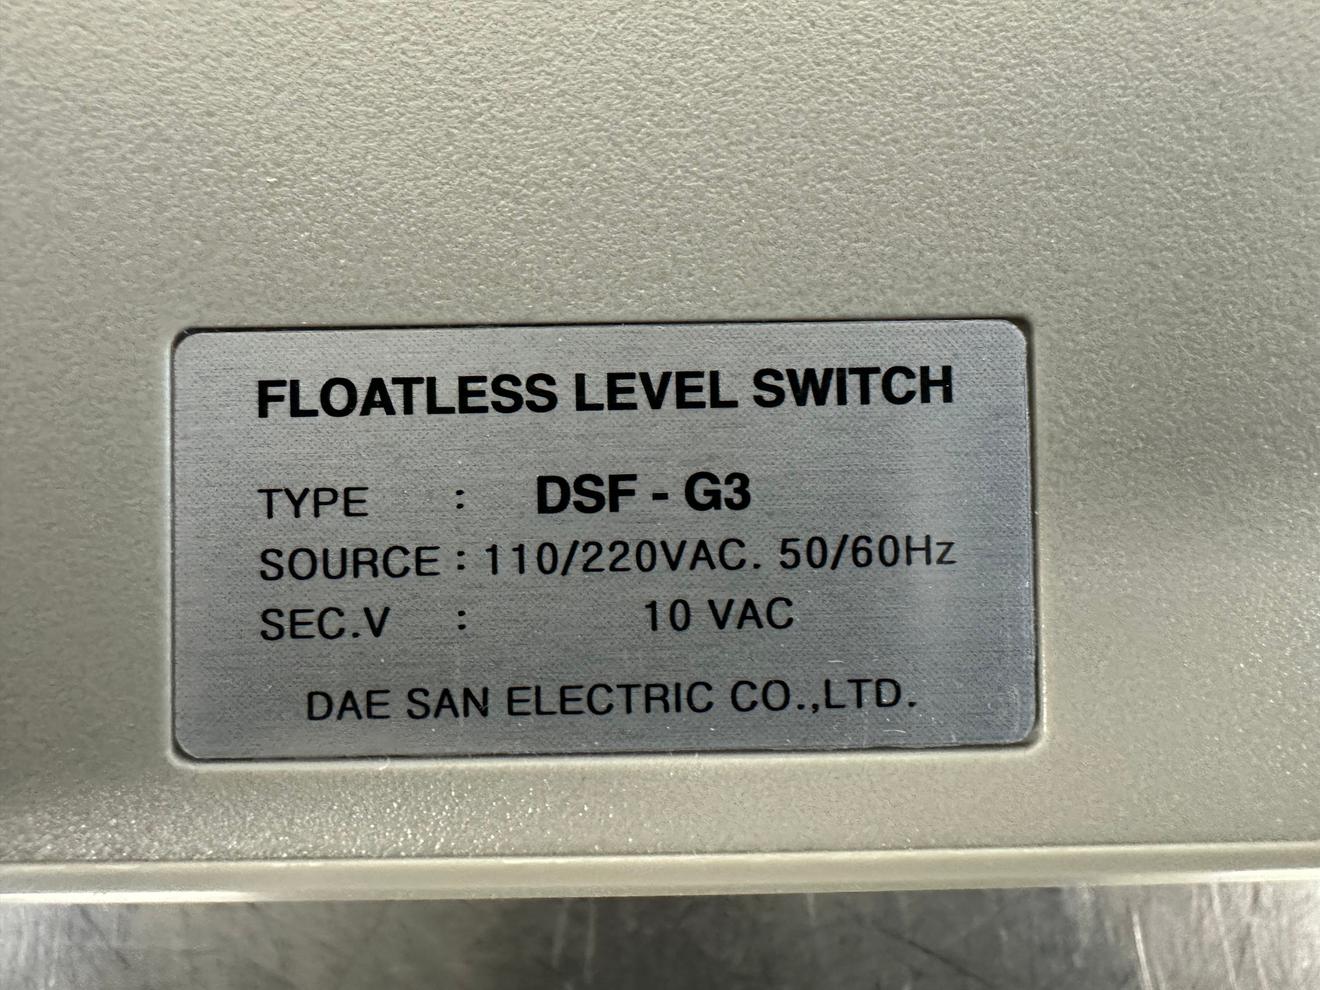 FLOATLESS LEVEL SWITCH
TYPE : DSF - G3
SOURCE : 110/220VAC. 50/60Hz
SEC.V : 10 VAC
DAE SAN ELECTRIC CO.,LTD.